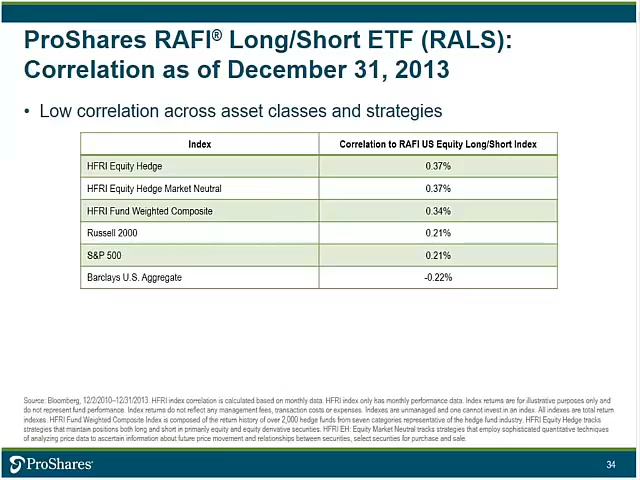 ProShares RAFI® Long/Short ETF (RALS):
Correlation as of December 31, 2013
• Low correlation across asset classes and strategies
Index Correlation to RAFI US Equity Long/Short Index
HFRI Equity Hedge 0.37%
HFRI Equity Hedge Market Neutral 0.37%
HFRI Fund Weighted Composite 0.34%
Russell 2000 0.21%
S&P 500 0.21%
Barclays U.S. Aggregate -0.22%
Source: Bloomberg, 12/2/2010–12/31/2013. HFRI index correlation is calculated based on monthly data. HFRI index only has monthly performance data. Index returns are for illustrative purposes only and
do not represent fund performance. Index returns do not reflect any management fees, transaction costs or expenses. Indexes are unmanaged and one cannot invest in an index. All indexes are total return
indexes. HFRI Fund Weighted Composite Index is composed of the return history of over 2,000 hedge funds from seven categories representative of the hedge fund industry. HFRI Equity Hedge tracks
strategies that maintain positions both long and short in primarily equity and equity derivative securities. HFRI EH: Equity Market Neutral tracks strategies that employ sophisticated quantitative techniques
of analyzing price data to ascertain information about future price movement and relationships between securities, select securities for purchase and sale.
ProShares® 34